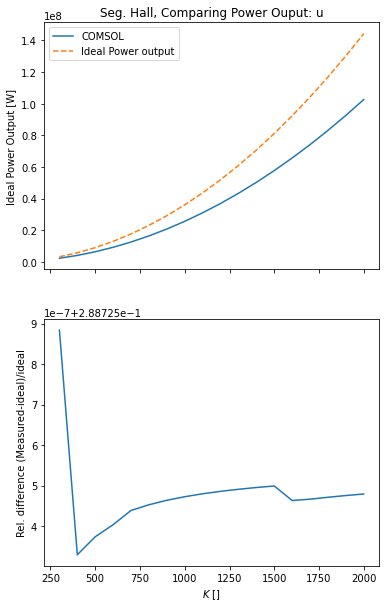 Seg. Hall, Comparing Power Ouput: u
1e8
COMSOL
Ideal Power output
1.4
1.2
1.0
0.8
0.6
0.4
0.2
0.0
Ideal Power Output [W]
1e-7+2.88725e-1
9
8
7
6
5
4
Rel. difference (Measured-ideal)/ideal
250 500 750 1000 1250 1500 1750 2000
K []